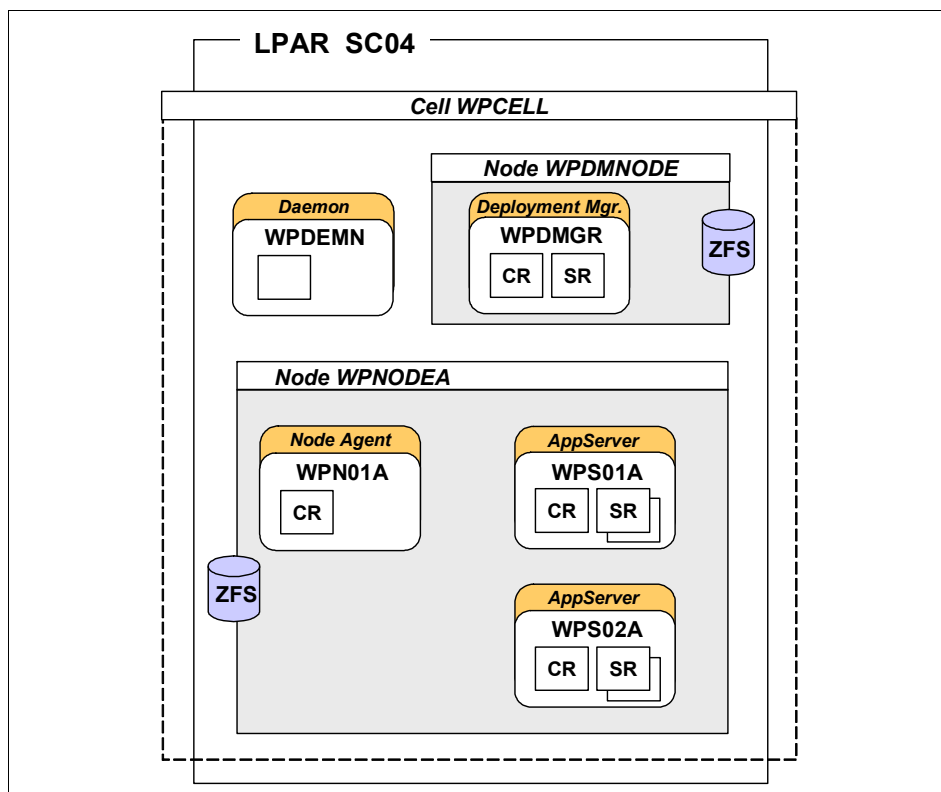 LPAR SC04
Cell WPCELL
Node WPDMNODE
Daemon
WPDEMN
Deployment Mgr.
WPDMGR
CR SR
ZFS
Node WPNODEA
Node Agent
WPN01A
CR
AppServer
WPS01A
CR SR
ZFS
AppServer
WPS02A
CR SR